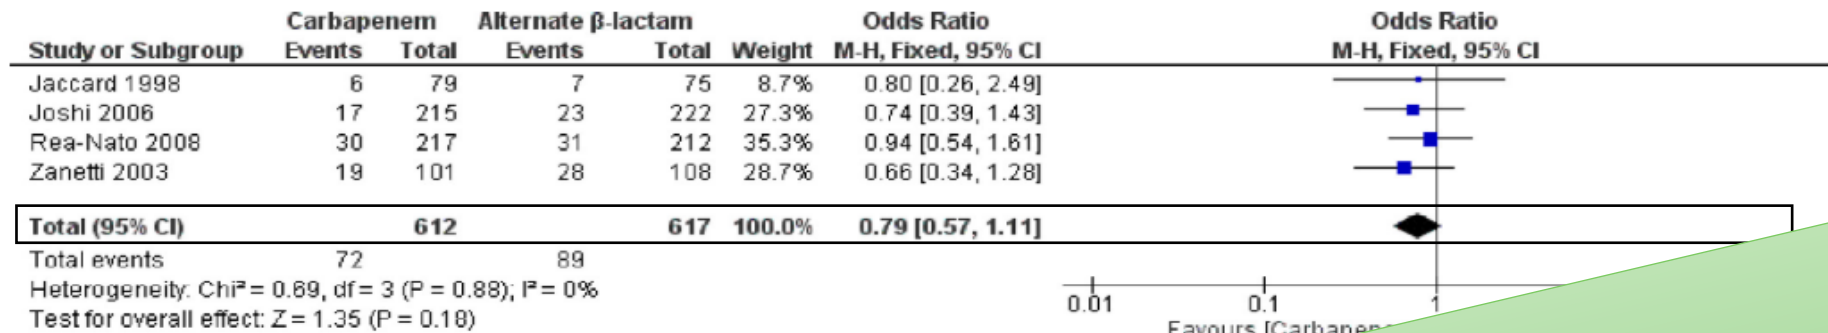 Carbapenem Alternate β-lactam Odds Ratio Odds Ratio
Study or Subgroup Events Total Events Total Weight M-H, Fixed, 95% CI M-H, Fixed, 95% CI
Jaccard 1998 6 79 7 75 8.7% 0.80 [0.26, 2.49]
Joshi 2006 17 215 23 222 27.3% 0.74 [0.39, 1.43]
Rea-Nato 2008 30 217 31 212 35.3% 0.94 [0.54, 1.61]
Zanetti 2003 19 101 28 108 28.7% 0.66 [0.34, 1.28]
Total (95% CI) 612 617 100.0% 0.79 [0.57, 1.11]
Total events 72 89
Heterogeneity: Chi² = 0.69, df = 3 (P = 0.88); I² = 0%
Test for overall effect: Z = 1.35 (P = 0.18)
0.01 0.1 1
Favours